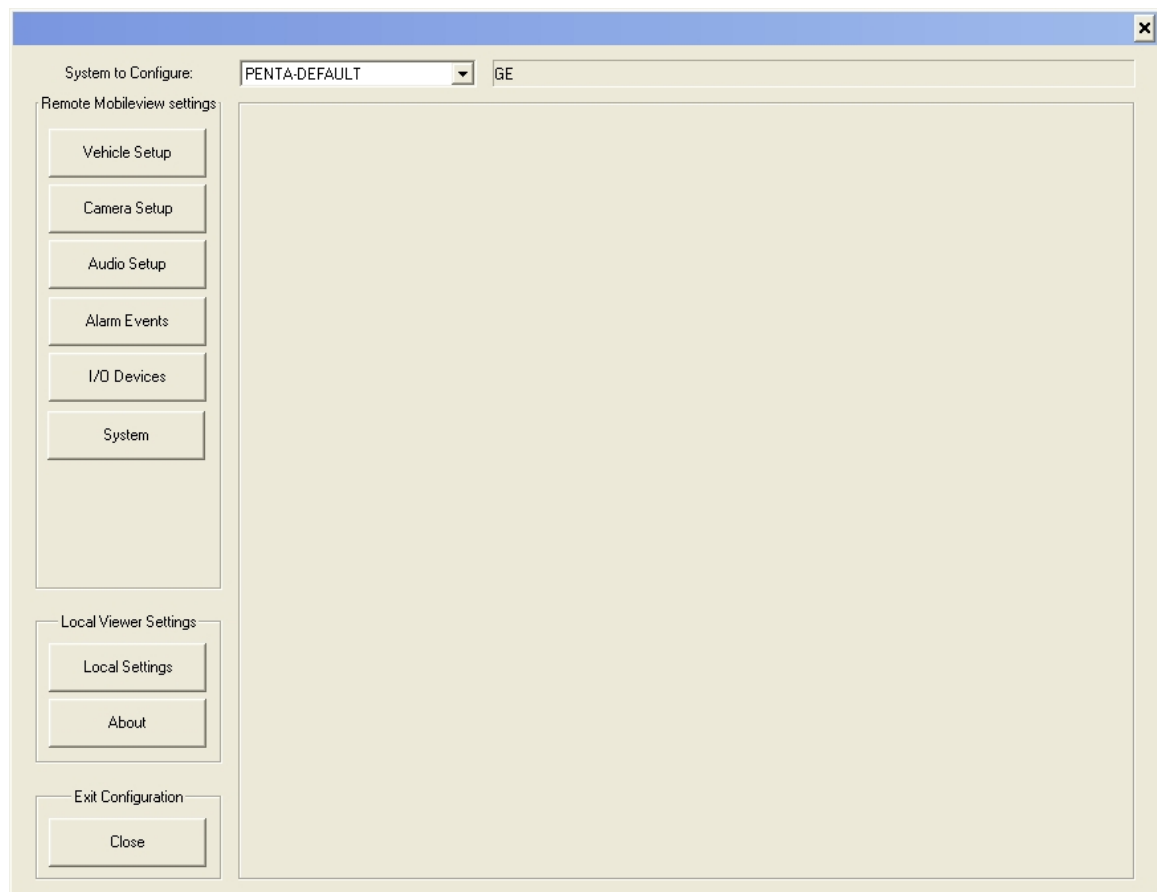 System to Configure: PENTA-DEFAULT GE
Remote Mobileview settings
Vehicle Setup
Camera Setup
Audio Setup
Alarm Events
I/O Devices
System
Local Viewer Settings
Local Settings
About
Exit Configuration
Close